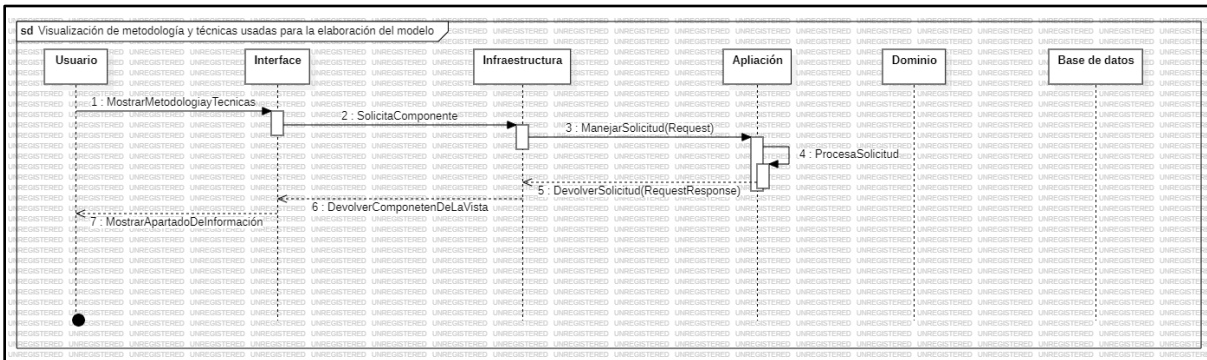 sd Visualización de metodología y técnicas usadas para la elaboración del modelo
Usuario
Interface
Infraestructura
Apliación
Dominio
Base de datos
1 : MostrarMetodologiayTecnicas
2 : SolicitaComponente
3 : ManejarSolicitud(Request)
4 : ProcesaSolicitud
5 : DevolverSolicitud(RequestResponse)
6 : DevolverComponetenDeLaVista
7 : MostrarApartadoDeInformación
UNREGISTERED